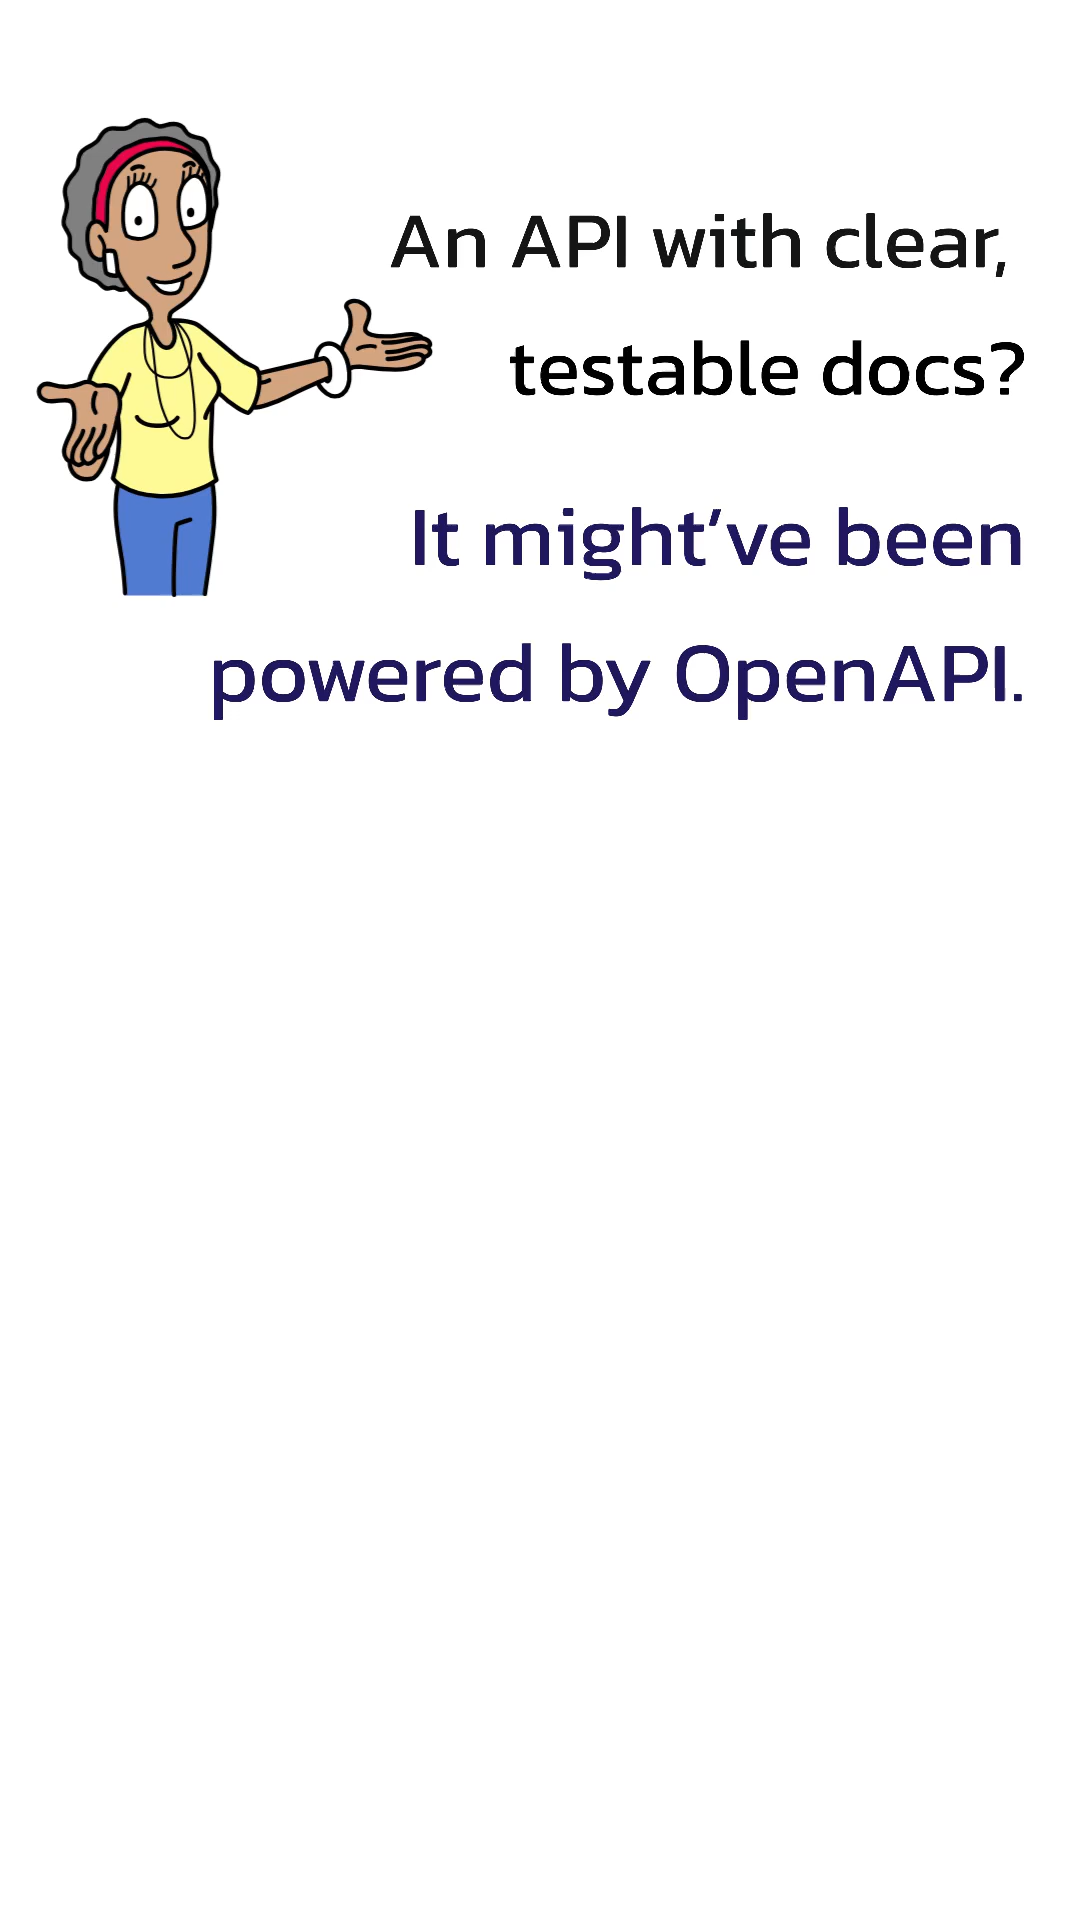 An API with clear,
testable docs?
It might’ve been
powered by OpenAPI.